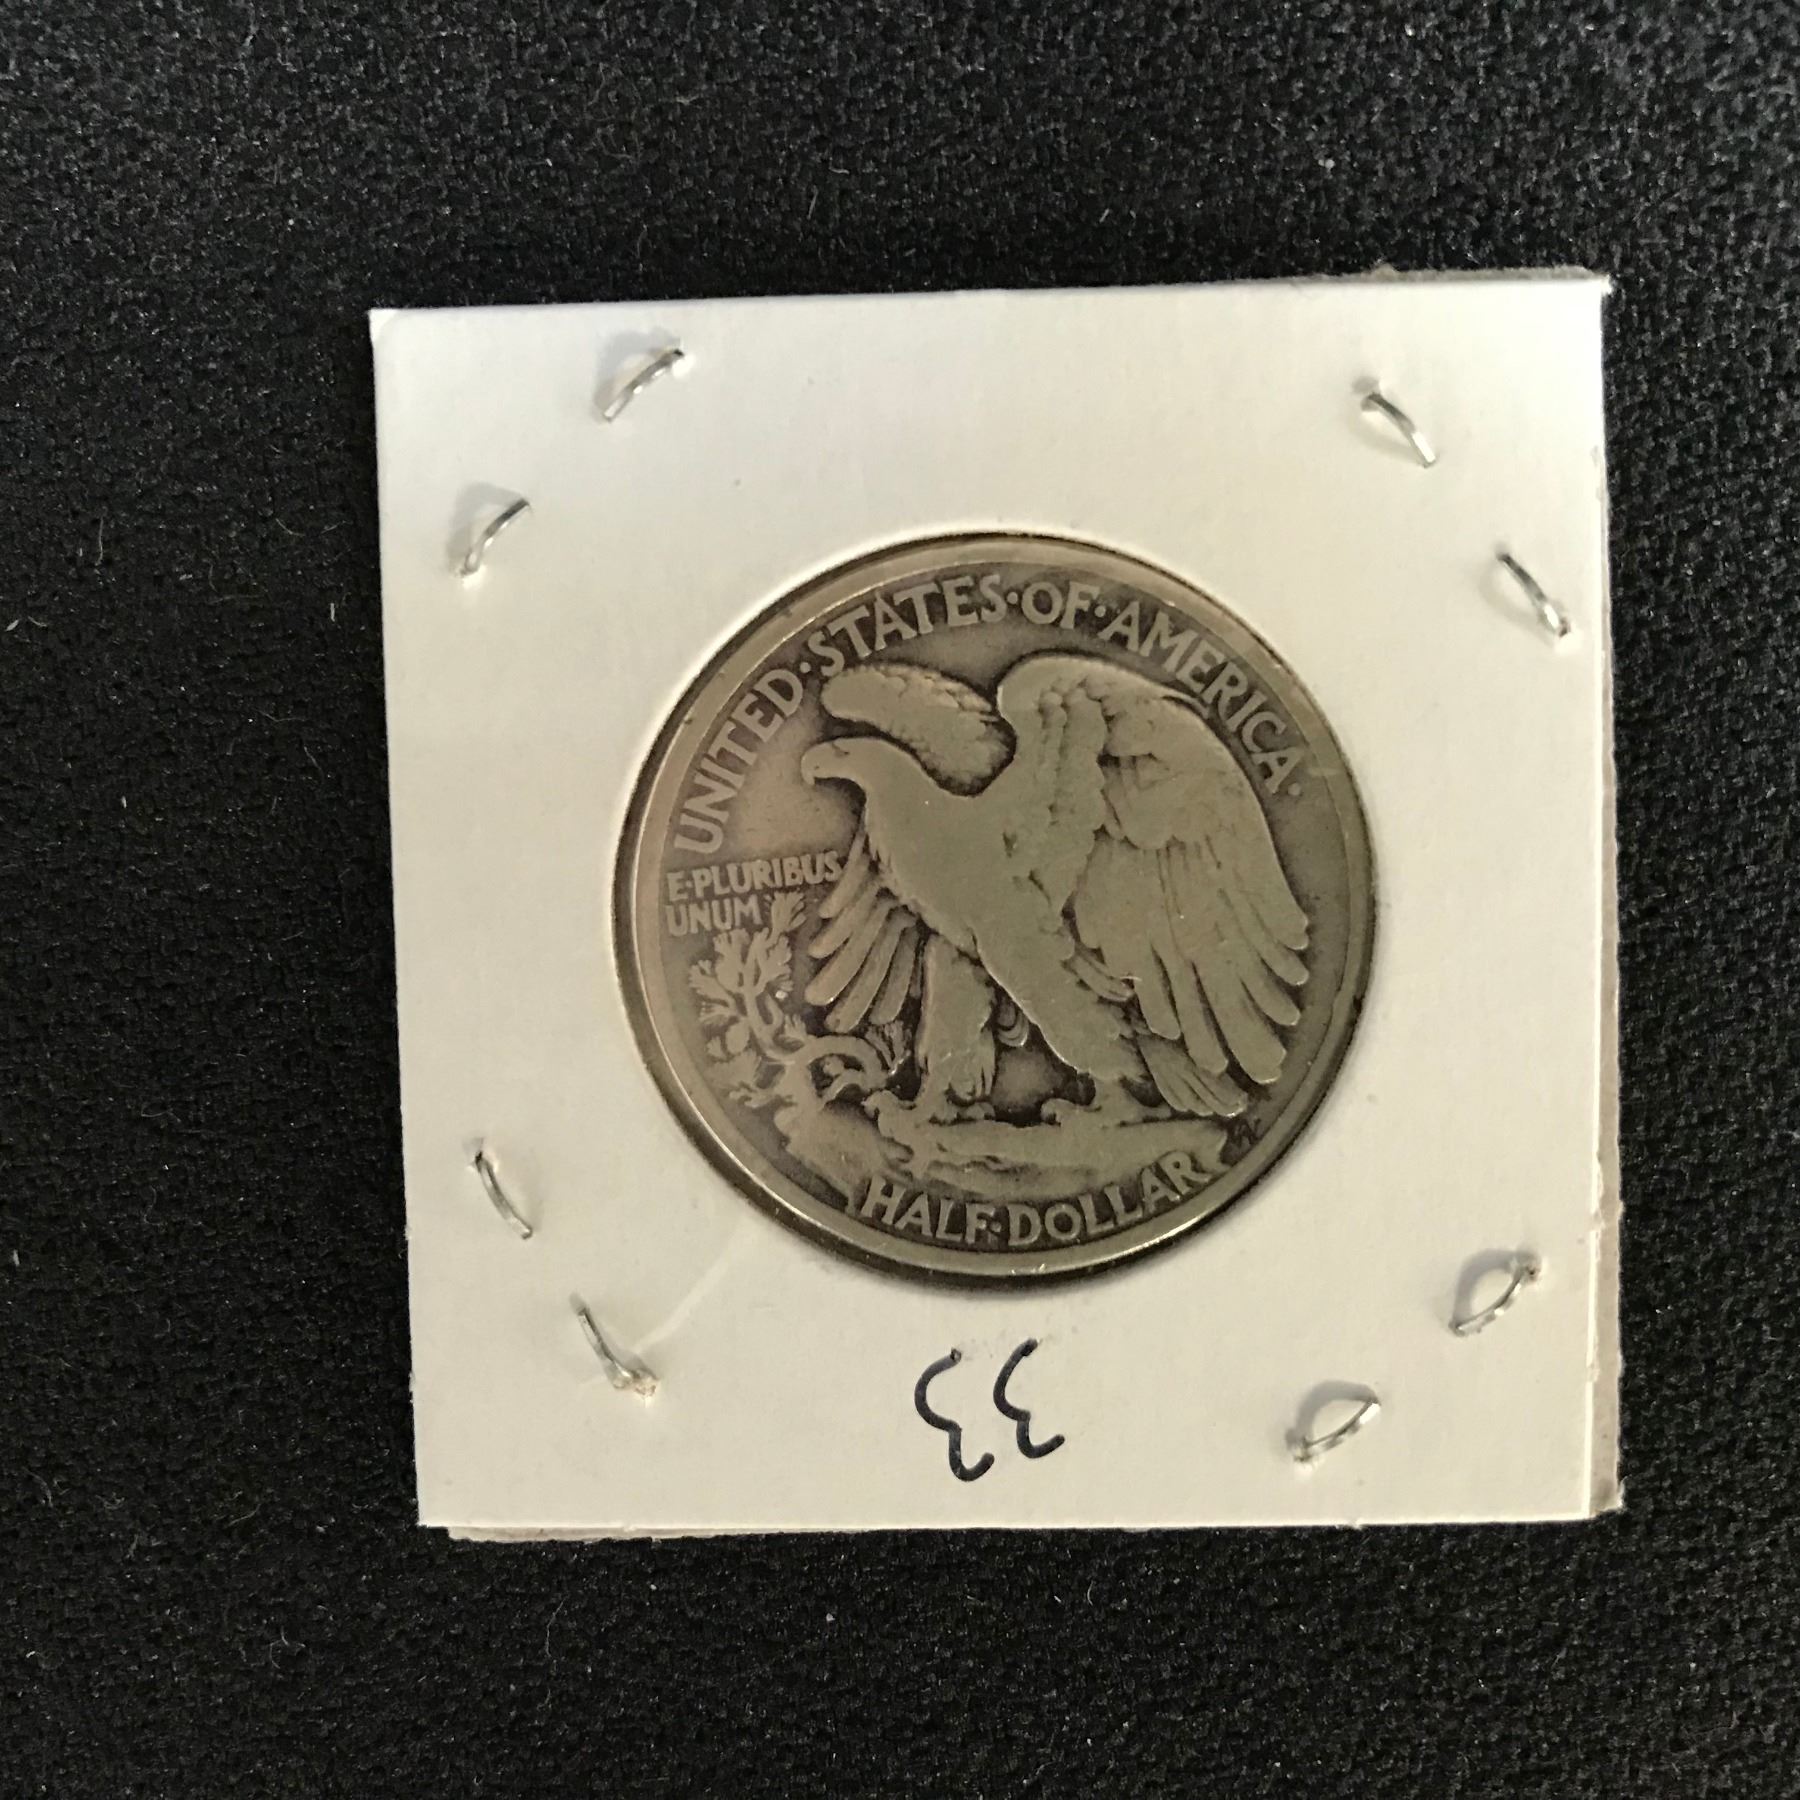 UNITED·STATES·OF·AMERICA·
E·PLURIBUS
UNUM
HALF·DOLLAR
33